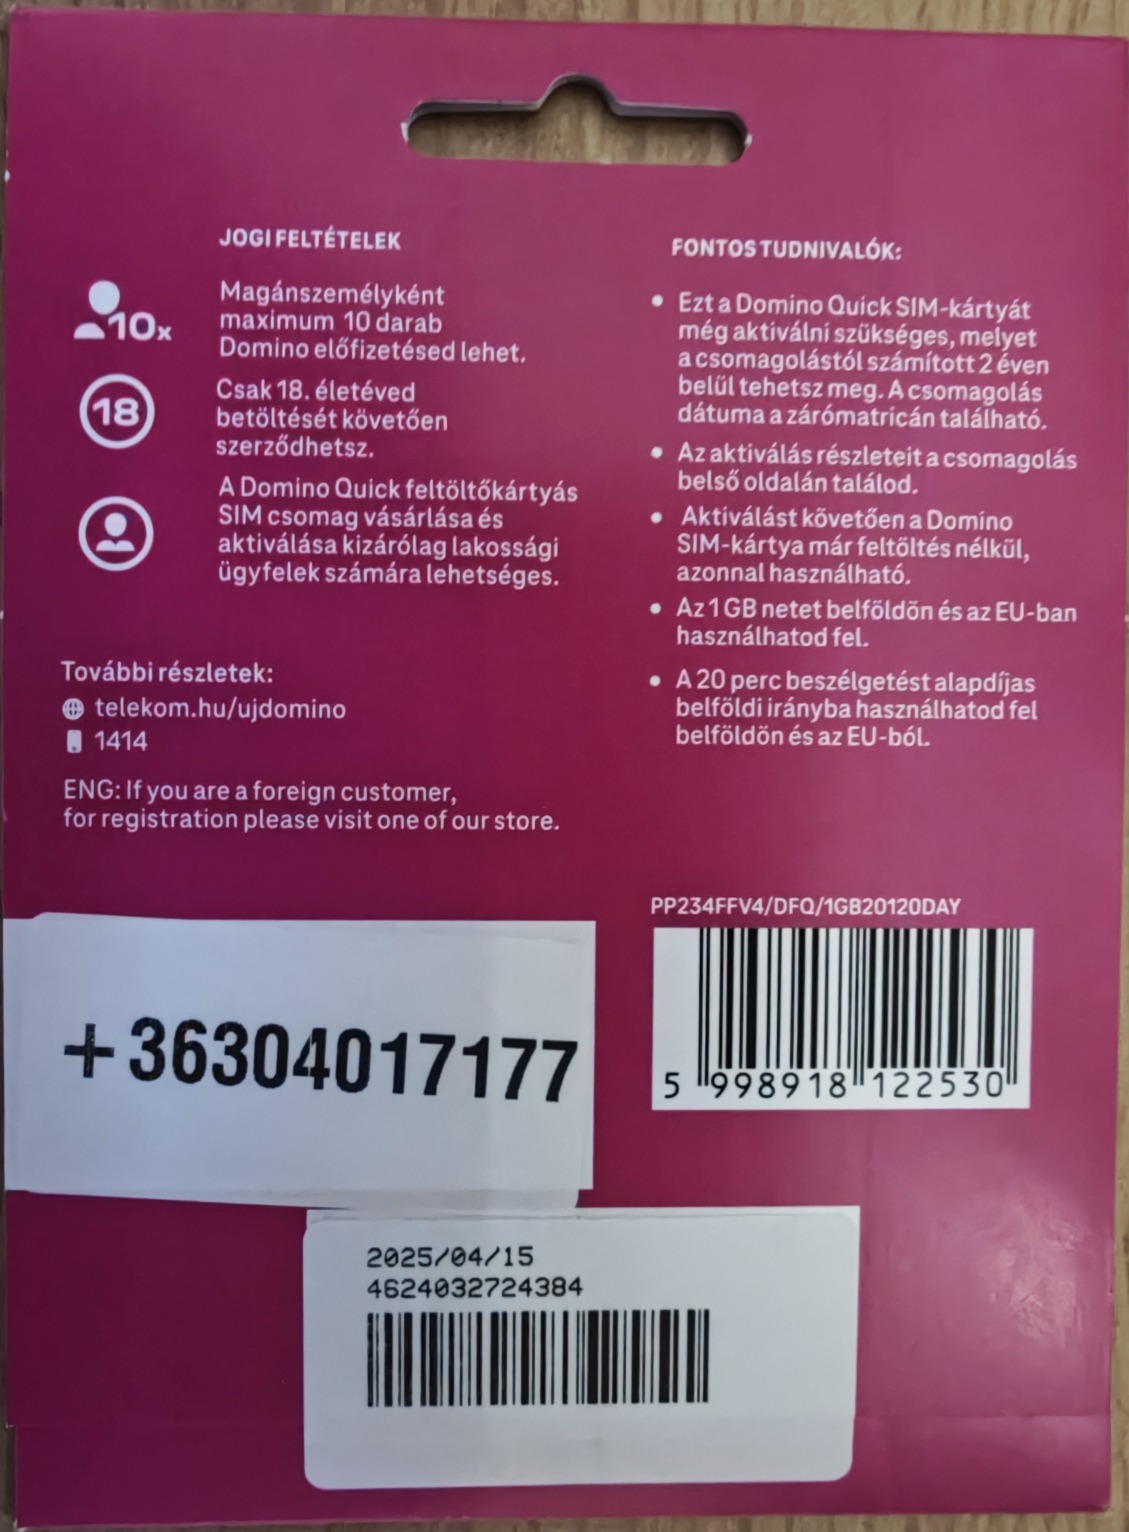 JOGI FELTÉTELEK
10x
Magánszemélyként
maximum 10 darab
Domino előfizetésed lehet.
18
Csak 18. életéved
betöltését követően
szerződhetsz.
A Domino Quick feltöltőkártyás
SIM csomag vásárlása és
aktiválása kizárólag lakossági
ügyfelek számára lehetséges.
További részletek:
telekom.hu/ujdomino
1414
ENG: If you are a foreign customer,
for registration please visit one of our store.
FONTOS TUDNIVALÓK:
• Ezt a Domino Quick SIM-kártyát
még aktiválni szükséges, melyet
a csomagolástól számított 2 éven
belül tehetsz meg. A csomagolás
dátuma a zárómatricán található.
• Az aktiválás részleteit a csomagolás
belső oldalán találod.
• Aktiválást követően a Domino
SIM-kártya már feltöltés nélkül,
azonnal használható.
• Az 1 GB netet belföldön és az EU-ban
használhatod fel.
• A 20 perc beszélgetést alapdíjas
belföldi irányba használhatod fel
belföldön és az EU-ból.
+36304017177
PP234FFV4/DFQ/1GB20120DAY
5 998918 122530
2025/04/15
4624032724384